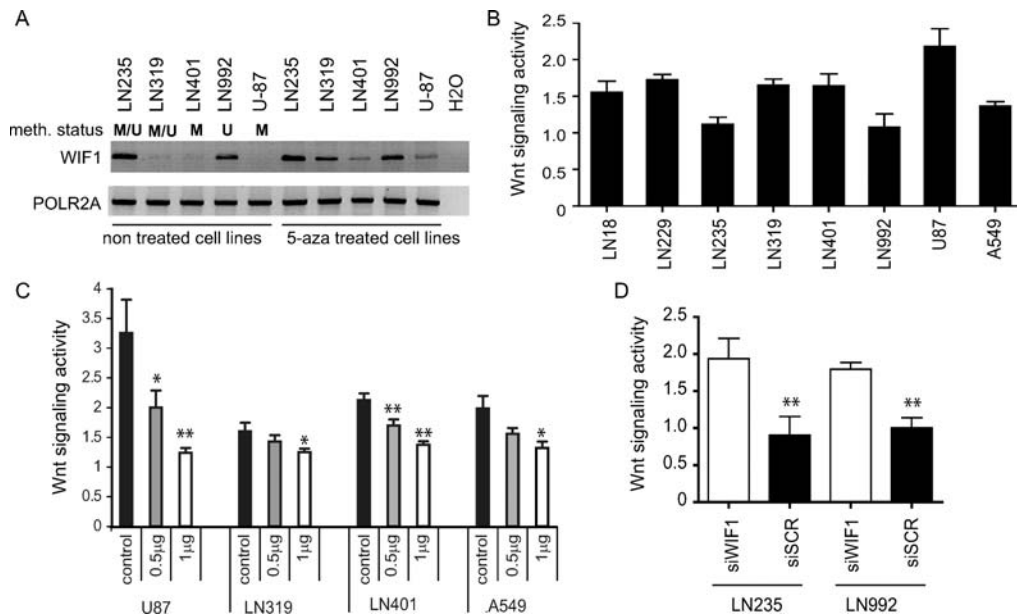 A
LN235 LN319 LN401 LN992 U-87 LN235 LN319 LN401 LN992 U-87 H2O
meth. status M/U M/U M U M
WIF1
POLR2A
non treated cell lines 5-aza treated cell lines
B
Wnt signaling activity
2.5
2.0
1.5
1.0
0.5
0
LN18 LN229 LN235 LN319 LN401 LN992 U87 A549
C
Wnt signaling activity
4
3.5
3
2.5
2
1.5
1
0.5
0
* ** * ** ** *
control 0.5µg 1µg control 0.5µg 1µg control 0.5µg 1µg control 0.5µg 1µg
U87 LN319 LN401 .A549
D
Wnt signaling activity
2.5
2.0
1.5
1.0
0.5
0
** **
siWIF1 siSCR siWIF1 siSCR
LN235 LN992